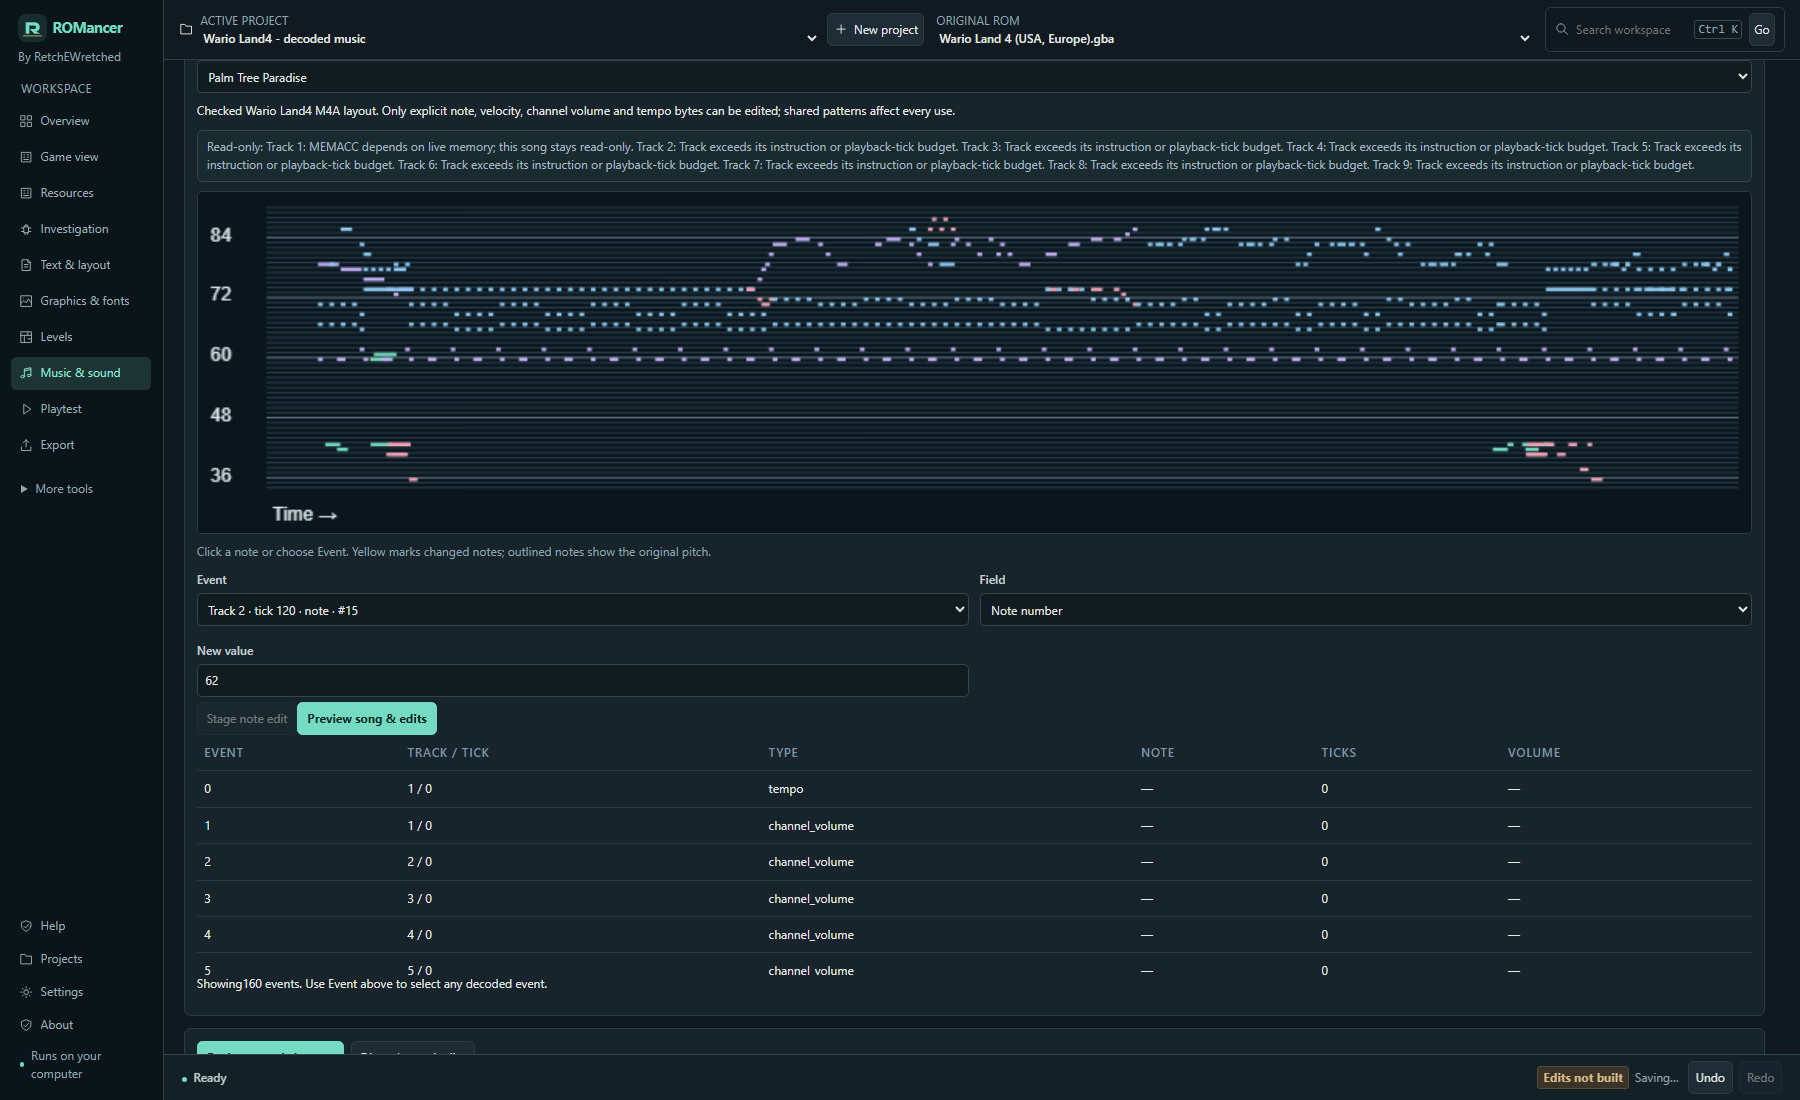 ROMancer
By RetchEWretched
WORKSPACE
Overview
Game view
Resources
Investigation
Text & layout
Graphics & fonts
Levels
Music & sound
Playtest
Export
More tools
Help
Projects
Settings
About
Runs on your
computer
ACTIVE PROJECT
Wario Land4 - decoded music
New project
ORIGINAL ROM
Wario Land 4 (USA, Europe).gba
Search workspace
Ctrl K
Go
Palm Tree Paradise
Checked Wario Land4 M4A layout. Only explicit note, velocity, channel volume and tempo bytes can be edited; shared patterns affect every use.
Read-only: Track 1: MEMACC depends on live memory; this song stays read-only. Track 2: Track exceeds its instruction or playback-tick budget. Track 3: Track exceeds its instruction or playback-tick budget. Track 4: Track exceeds its instruction or playback-tick budget. Track 5: Track exceeds its
instruction or playback-tick budget. Track 6: Track exceeds its instruction or playback-tick budget. Track 7: Track exceeds its instruction or playback-tick budget. Track 8: Track exceeds its instruction or playback-tick budget. Track 9: Track exceeds its instruction or playback-tick budget.
84
72
60
48
36
Time →
Click a note or choose Event. Yellow marks changed notes; outlined notes show the original pitch.
Event
Field
Track 2 · tick 120 · note · #15
Note number
New value
62
Stage note edit
Preview song & edits
EVENT TRACK / TICK TYPE NOTE TICKS VOLUME
0 1 / 0 tempo — 0 —
1 1 / 0 channel_volume — 0 —
2 2 / 0 channel_volume — 0 —
3 3 / 0 channel_volume — 0 —
4 4 / 0 channel_volume — 0 —
5 5 / 0 channel volume — 0 —
Showing160 events. Use Event above to select any decoded event.
Ready
Edits not built
Saving...
Undo
Redo